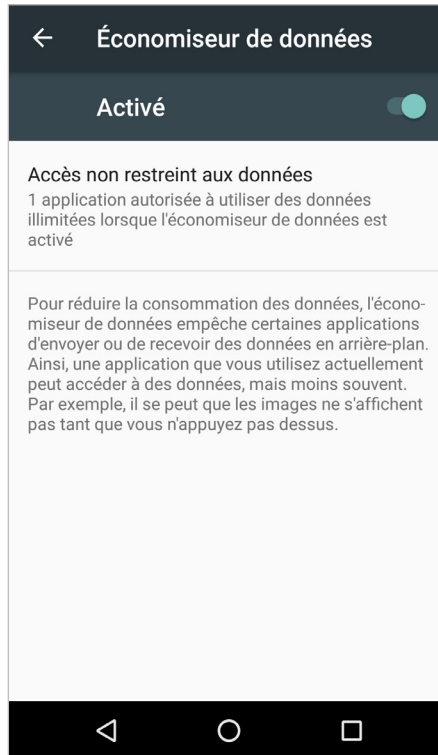 Économiseur de données
Activé
Accès non restreint aux données
1 application autorisée à utiliser des données
illimitées lorsque l'économiseur de données est
activé
Pour réduire la consommation des données, l'écono-
miseur de données empêche certaines applications
d'envoyer ou de recevoir des données en arrière-plan.
Ainsi, une application que vous utilisez actuellement
peut accéder à des données, mais moins souvent.
Par exemple, il se peut que les images ne s'affichent
pas tant que vous n'appuyez pas dessus.